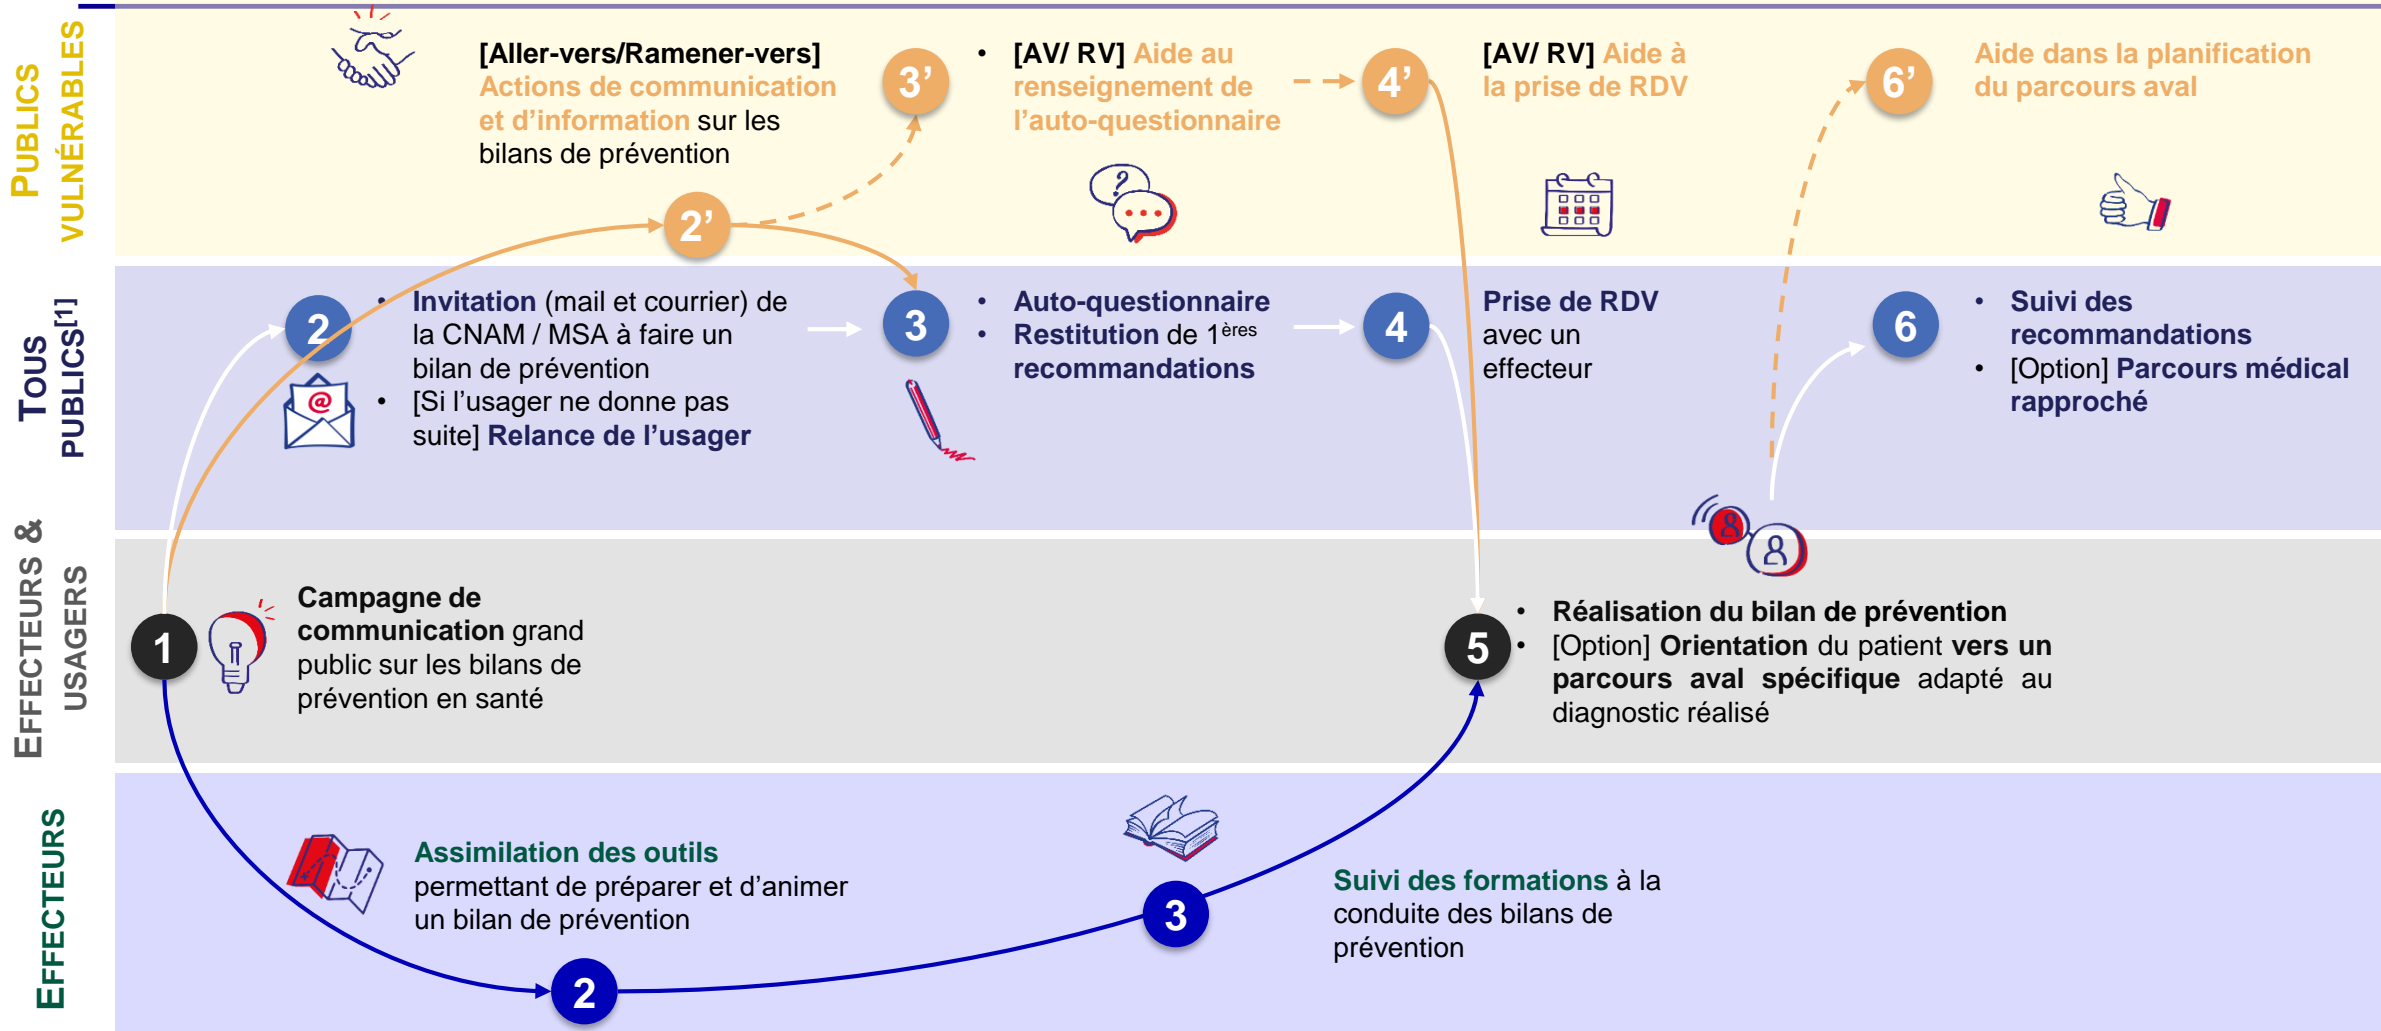 PUBLICS
VULNÉRABLES
[Aller-vers/Ramener-vers]
Actions de communication
et d’information sur les
bilans de prévention
2’
3’
• [AV/ RV] Aide au
renseignement de
l’auto-questionnaire
?
4’
[AV/ RV] Aide à
la prise de RDV
6’
Aide dans la planification
du parcours aval
TOUS
PUBLICS[1]
2
• Invitation (mail et courrier) de
la CNAM / MSA à faire un
bilan de prévention
• [Si l’usager ne donne pas
suite] Relance de l’usager
@
3
• Auto-questionnaire
• Restitution de 1ères
recommandations
4
Prise de RDV
avec un
effecteur
6
• Suivi des
recommandations
• [Option] Parcours médical
rapproché
EFFECTEURS &
USAGERS
1
Campagne de
communication grand
public sur les bilans de
prévention en santé
5
• Réalisation du bilan de prévention
• [Option] Orientation du patient vers un
parcours aval spécifique adapté au
diagnostic réalisé
EFFECTEURS
Assimilation des outils
permettant de préparer et d’animer
un bilan de prévention
2
3
Suivi des formations à la
conduite des bilans de
prévention